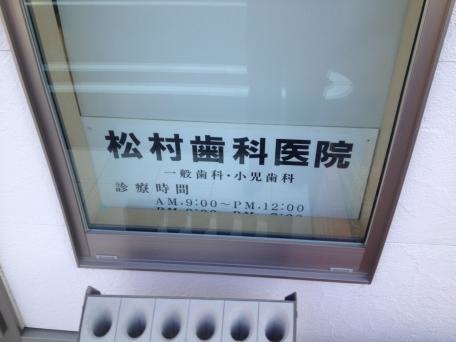 松村歯科医院
一般歯科・小児歯科
診療時間
AM.9:00～PM.12:00